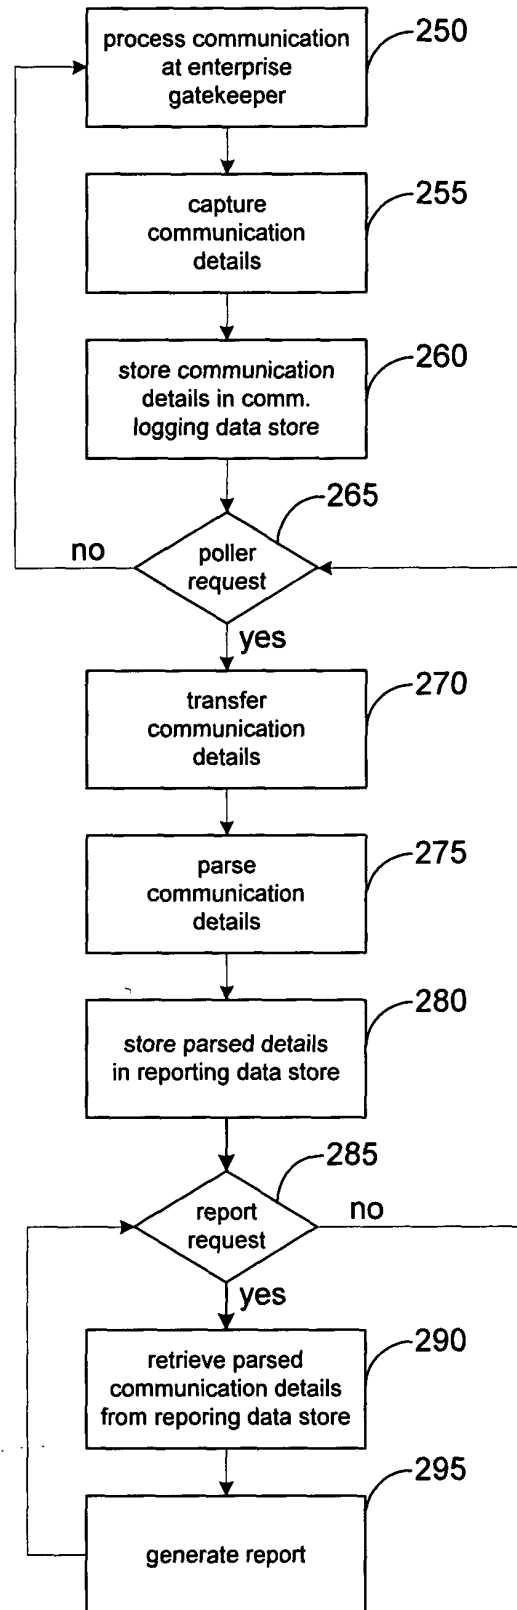 process communication
at enterprise
gatekeeper
250
capture
communication
details
255
store communication
details in comm.
logging data store
260
265
poller
request
no
yes
transfer
communication
details
270
parse
communication
details
275
store parsed details
in reporting data store
280
285
report
request
no
yes
retrieve parsed
communication details
from reporing data store
290
generate report
295